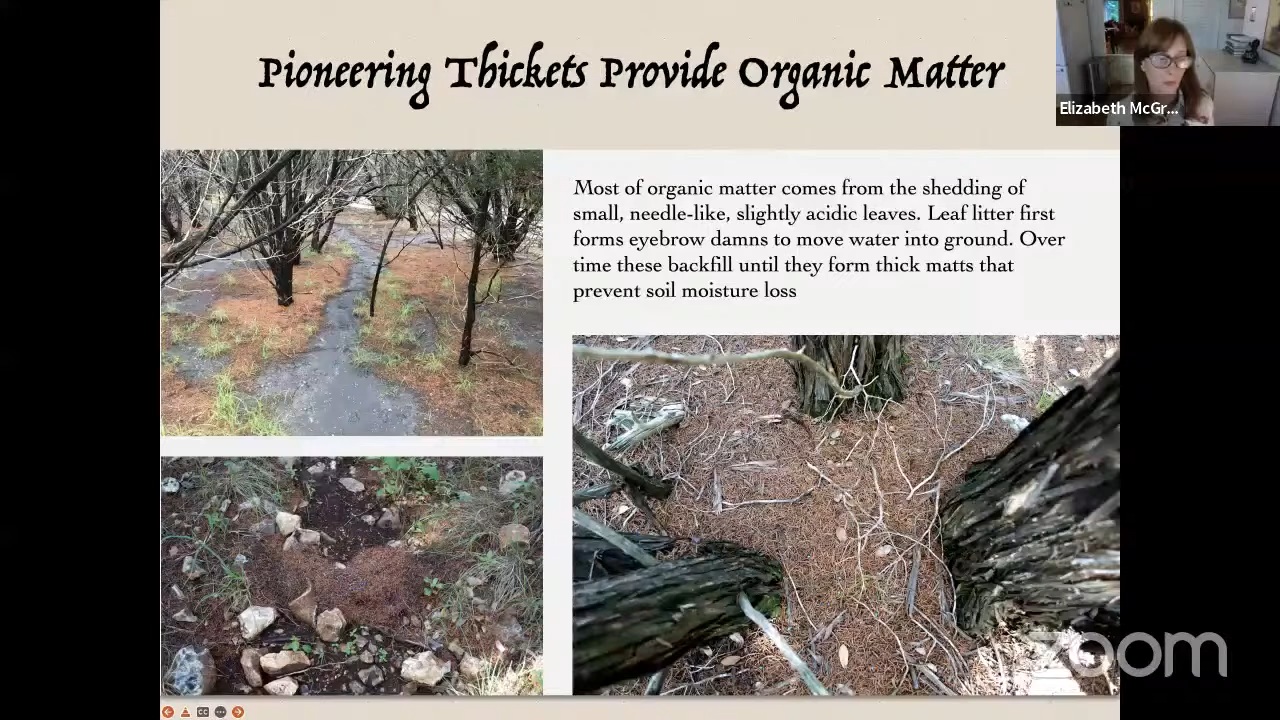 Pioneering Thickets Provide Organic Matter
Elizabeth McGr...
Most of organic matter comes from the shedding of
small, needle-like, slightly acidic leaves. Leaf litter first
forms eyebrow damns to move water into ground. Over
time these backfill until they form thick matts that
prevent soil moisture loss
zoom
CC